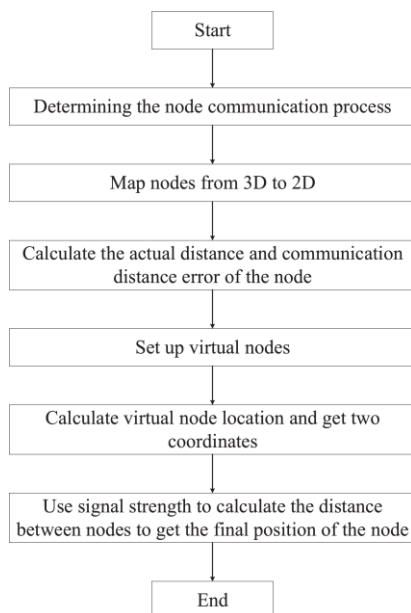 Start
Determining the node communication process
Map nodes from 3D to 2D
Calculate the actual distance and communication
distance error of the node
Set up virtual nodes
Calculate virtual node location and get two
coordinates
Use signal strength to calculate the distance
between nodes to get the final position of the node
End